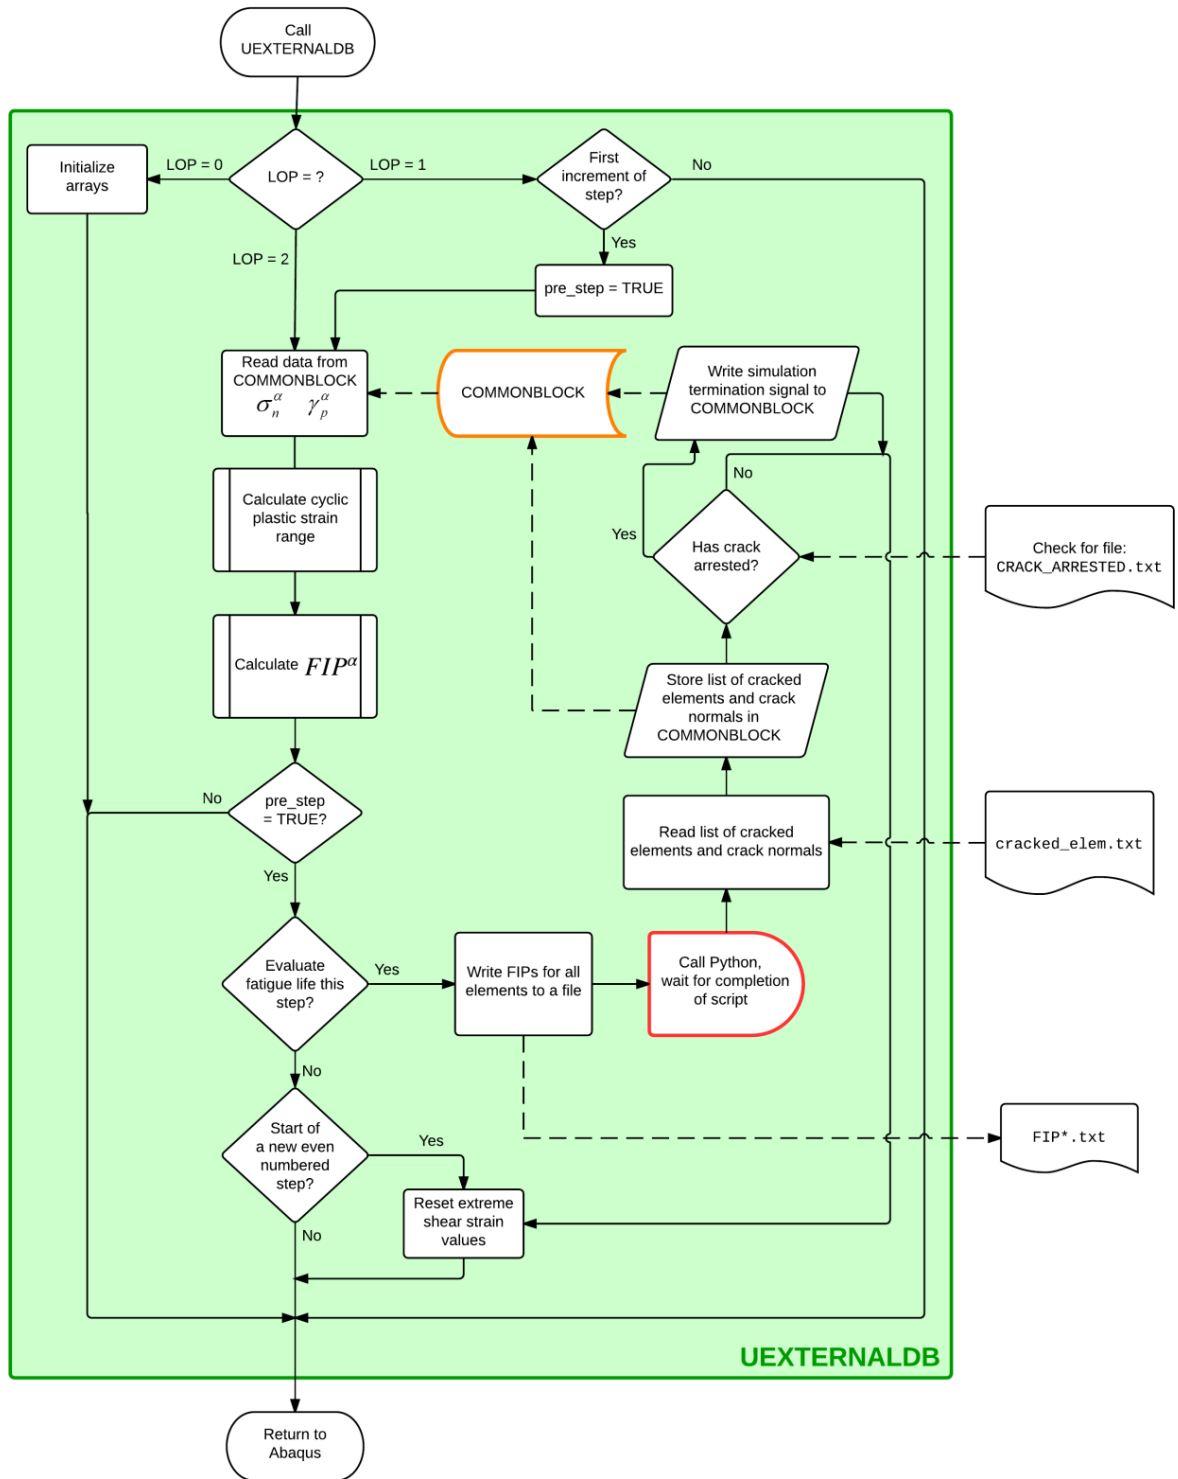 Call
UEXTERNALDB
Initialize
arrays
LOP = 0
LOP = ?
LOP = 1
First
increment of
step?
No
LOP = 2
Yes
pre_step = TRUE
Read data from
COMMONBLOCK
σₙᵅ γₚᵅ
COMMONBLOCK
Write simulation
termination signal to
COMMONBLOCK
Calculate cyclic
plastic strain
range
No
Yes
Has crack
arrested?
Check for file:
CRACK_ARRESTED.txt
Calculate FIPᵅ
Store list of cracked
elements and crack
normals in
COMMONBLOCK
No
pre_step
= TRUE?
Yes
Read list of cracked
elements and crack normals
cracked_elem.txt
Evaluate
fatigue life this
step?
Yes
Write FIPs for all
elements to a file
Call Python,
wait for completion
of script
No
Start of
a new even
numbered
step?
Yes
FIP*.txt
Reset extreme
shear strain
values
No
UEXTERNALDB
Return to
Abaqus